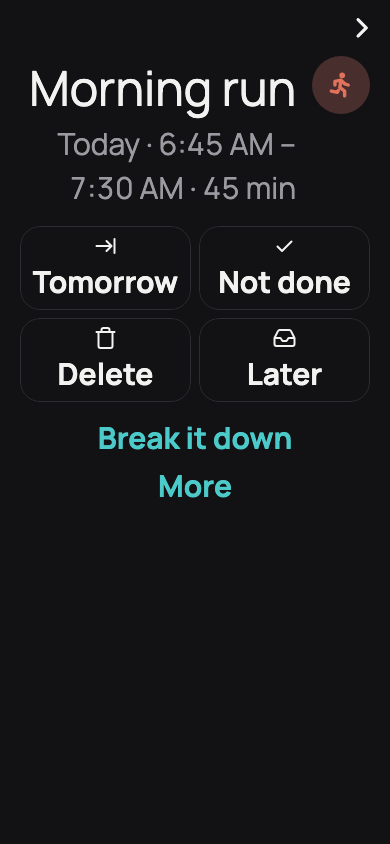 Morning run
Today · 6:45 AM –
7:30 AM · 45 min
Tomorrow
Not done
Delete
Later
Break it down
More